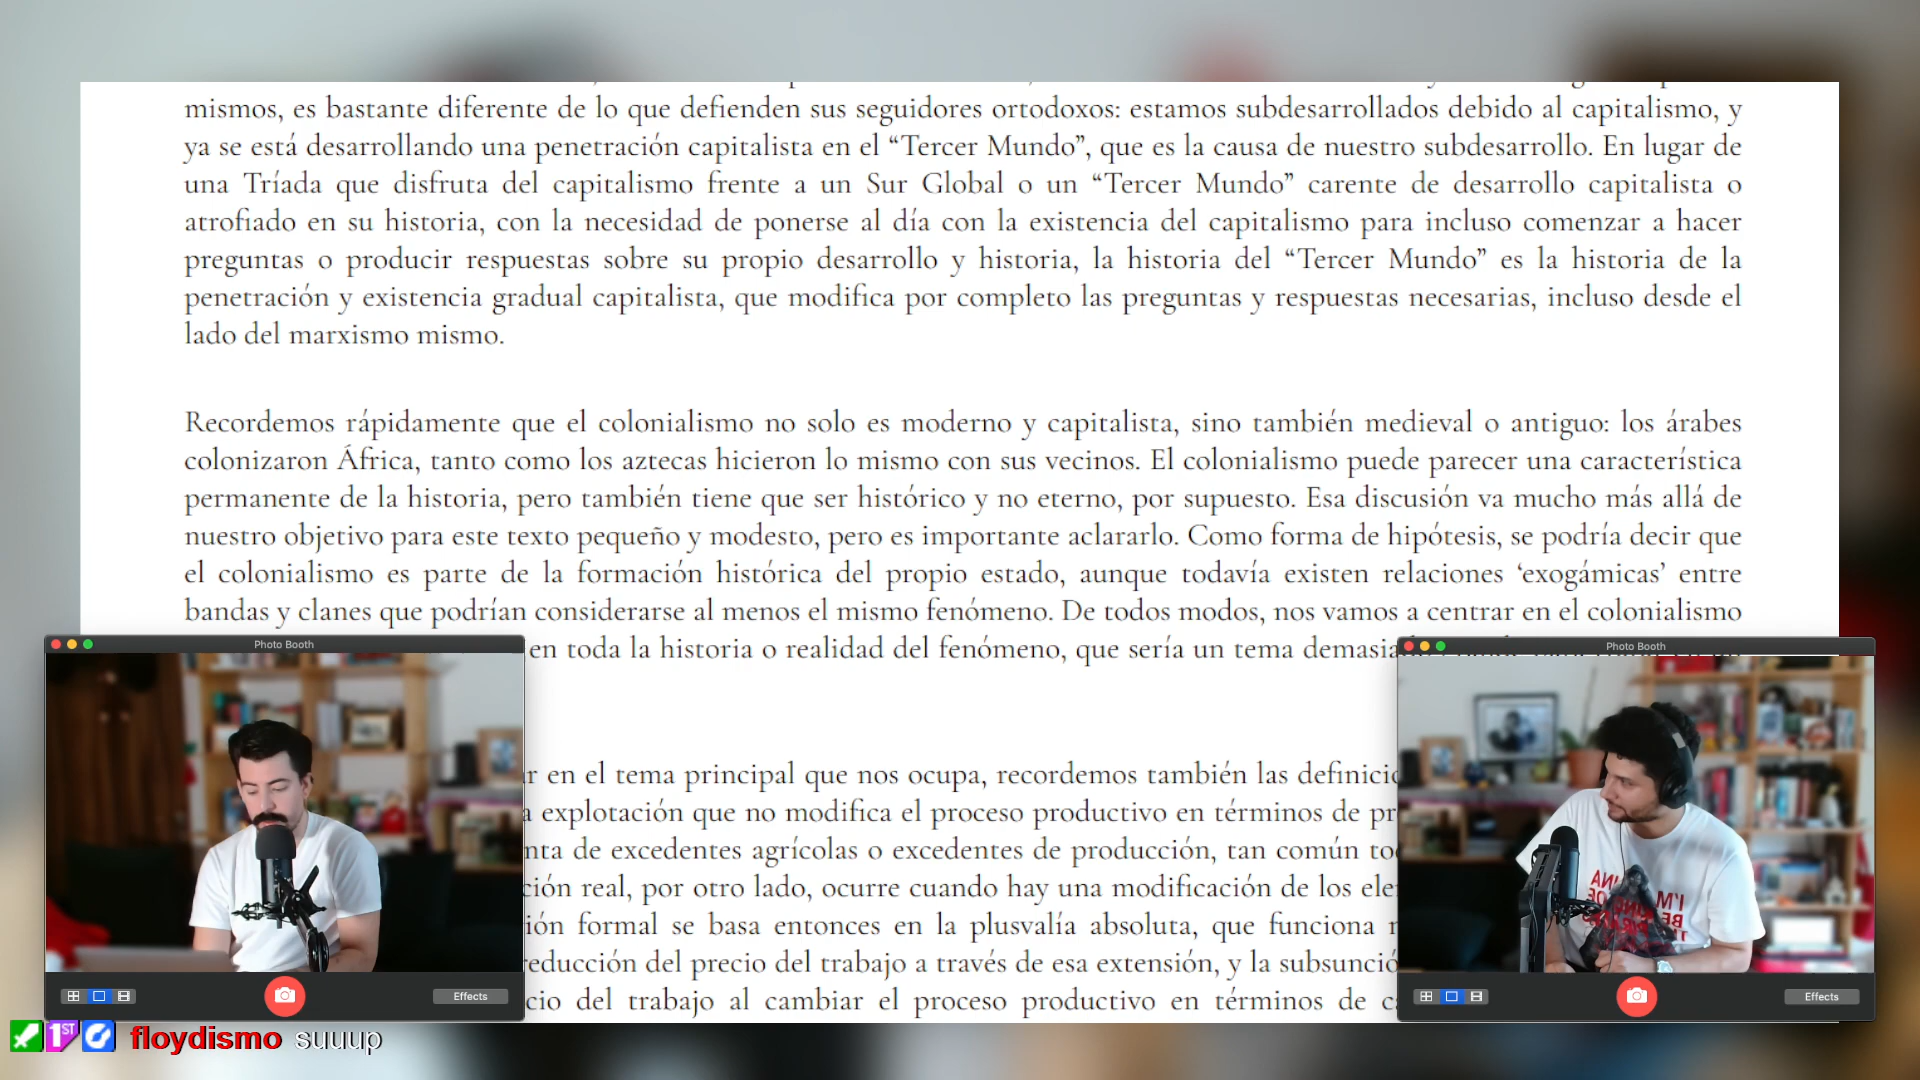 mismos, es bastante diferente de lo que defienden sus seguidores ortodoxos: estamos subdesarrollados debido al capitalismo, y
ya se está desarrollando una penetración capitalista en el “Tercer Mundo”, que es la causa de nuestro subdesarrollo. En lugar de
una Tríada que disfruta del capitalismo frente a un Sur Global o un “Tercer Mundo” carente de desarrollo capitalista o
atrofiado en su historia, con la necesidad de ponerse al día con la existencia del capitalismo para incluso comenzar a hacer
preguntas o producir respuestas sobre su propio desarrollo y historia, la historia del “Tercer Mundo” es la historia de la
penetración y existencia gradual capitalista, que modifica por completo las preguntas y respuestas necesarias, incluso desde el
lado del marxismo mismo.
Recordemos rápidamente que el colonialismo no solo es moderno y capitalista, sino también medieval o antiguo: los árabes
colonizaron África, tanto como los aztecas hicieron lo mismo con sus vecinos. El colonialismo puede parecer una característica
permanente de la historia, pero también tiene que ser histórico y no eterno, por supuesto. Esa discusión va mucho más allá de
nuestro objetivo para este texto pequeño y modesto, pero es importante aclararlo. Como forma de hipótesis, se podría decir que
el colonialismo es parte de la formación histórica del propio estado, aunque todavía existen relaciones ‘exogámicas’ entre
bandas y clanes que podrían considerarse al menos el mismo fenómeno. De todos modos, nos vamos a centrar en el colonialismo
en toda la historia o realidad del fenómeno, que sería un tema
en el tema principal que nos ocupa, recordemos también las
explotación que no modifica el proceso productivo en términos de
de excedentes agrícolas o excedentes de producción, tan común
real, por otro lado, ocurre cuando hay una modificación de los
formal se basa entonces en la plusvalía absoluta, que funciona
reducción del precio del trabajo a través de esa extensión, y la
del trabajo al cambiar el proceso productivo en términos de
Photo Booth
Effects
Photo Booth
I'M
Effects
1ST floydismo suuup